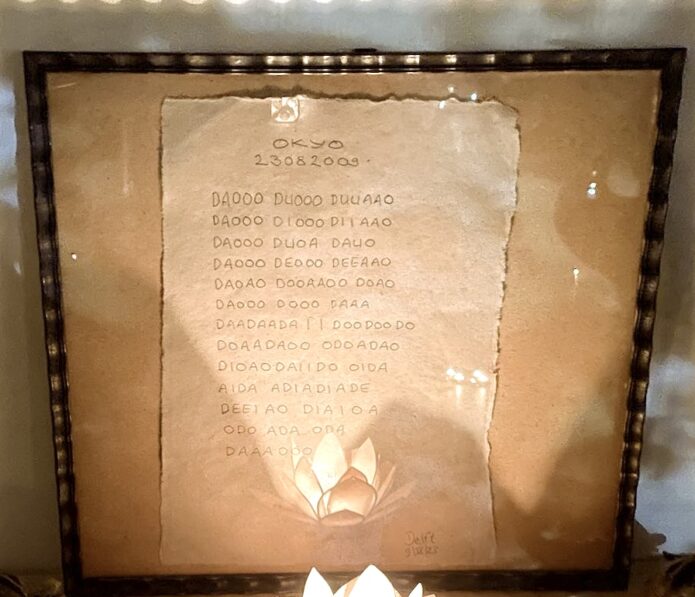 OKYO
23082009.
DAOOO DUOOO DUUAAO
DAOOO DIOOO DIIAAO
DAOOO DUOA DAUO
DAOOO DEOOO DEEAAO
DAOAO DOOAAOO DOAO
DAOOO DOOO DAAA
DAADAADA II DOODOODO
DOAADAOO ODOADAO
DIOAODAIIDO OIDA
AIDA ADIADIADE
DEEIAO DIAIOA
ODO ADA ODA
DAAAOOO